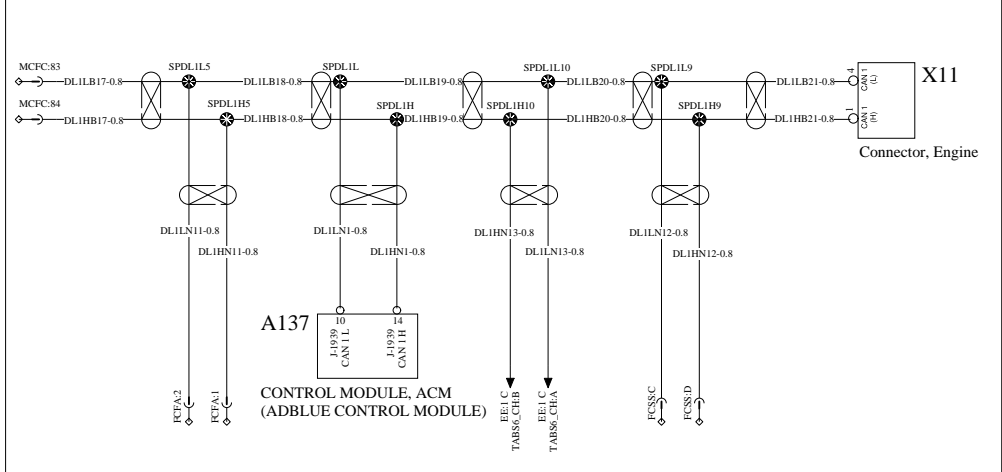 MCFC:83
DL1LB17-0.8
SPDL1L5
DL1LB18-0.8
SPDL1L
DL1LB19-0.8
SPDL1L10
DL1LB20-0.8
SPDL1L9
DL1LB21-0.8
4
CAN 1
(L)
X11
MCFC:84
DL1HB17-0.8
SPDL1H5
DL1HB18-0.8
SPDL1H
DL1HB19-0.8
SPDL1H10
DL1HB20-0.8
SPDL1H9
DL1HB21-0.8
1
CAN 1
(H)
Connector, Engine
DL1LN11-0.8
DL1HN11-0.8
DL1LN1-0.8
DL1HN1-0.8
DL1HN13-0.8
DL1LN13-0.8
DL1LN12-0.8
DL1HN12-0.8
A137
10
J-1939
CAN 1 L
14
J-1939
CAN 1 H
CONTROL MODULE, ACM
(ADBLUE CONTROL MODULE)
FCFA:2
FCFA:1
EE:1 C
TABS6_CH:B
EE:1 C
TABS6_CH:A
FCSS:C
FCSS:D